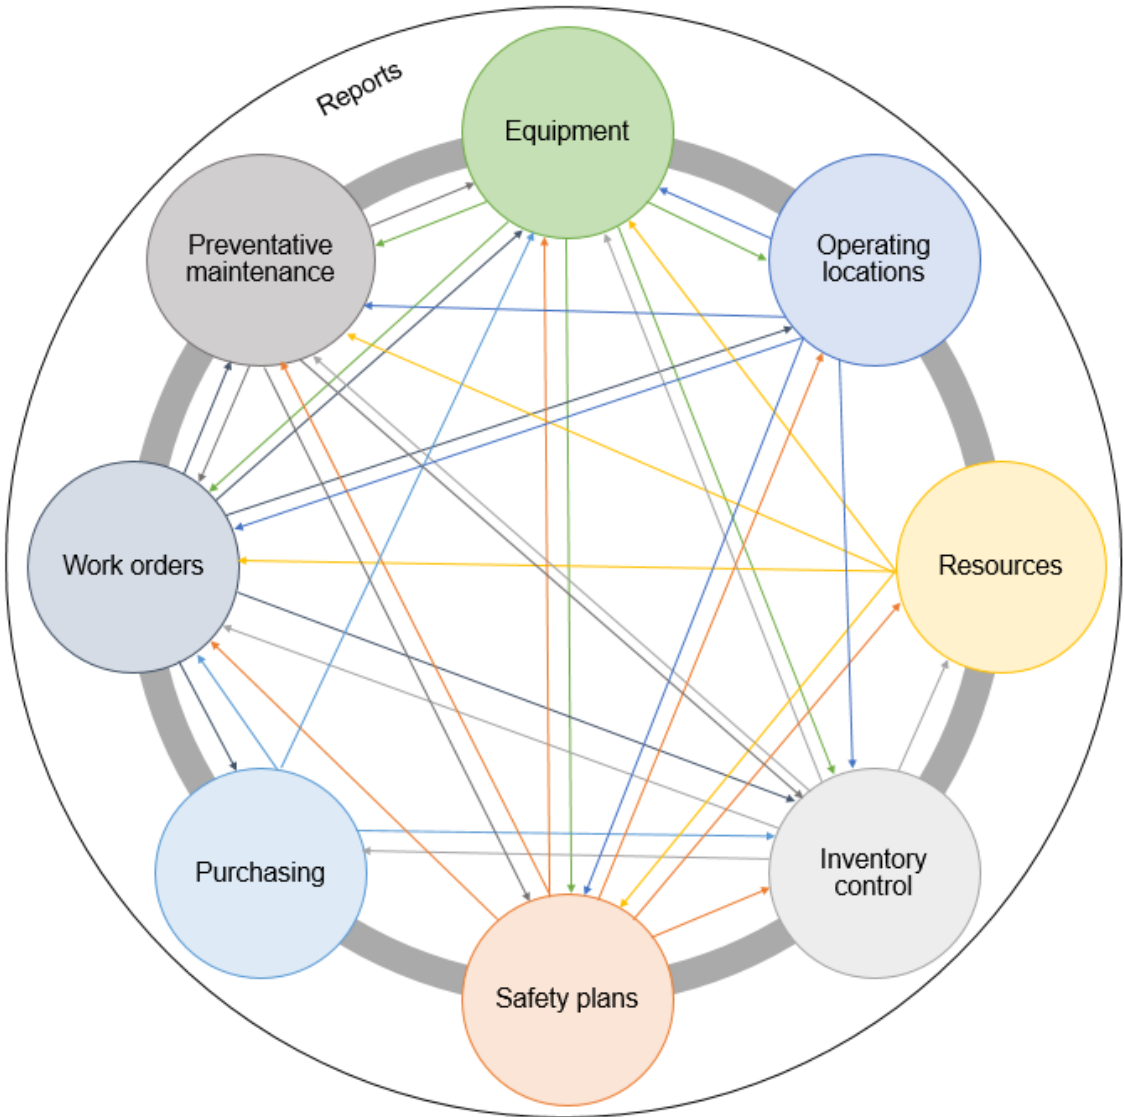 Reports
Equipment
Preventative
maintenance
Operating
locations
Work orders
Resources
Purchasing
Inventory
control
Safety plans